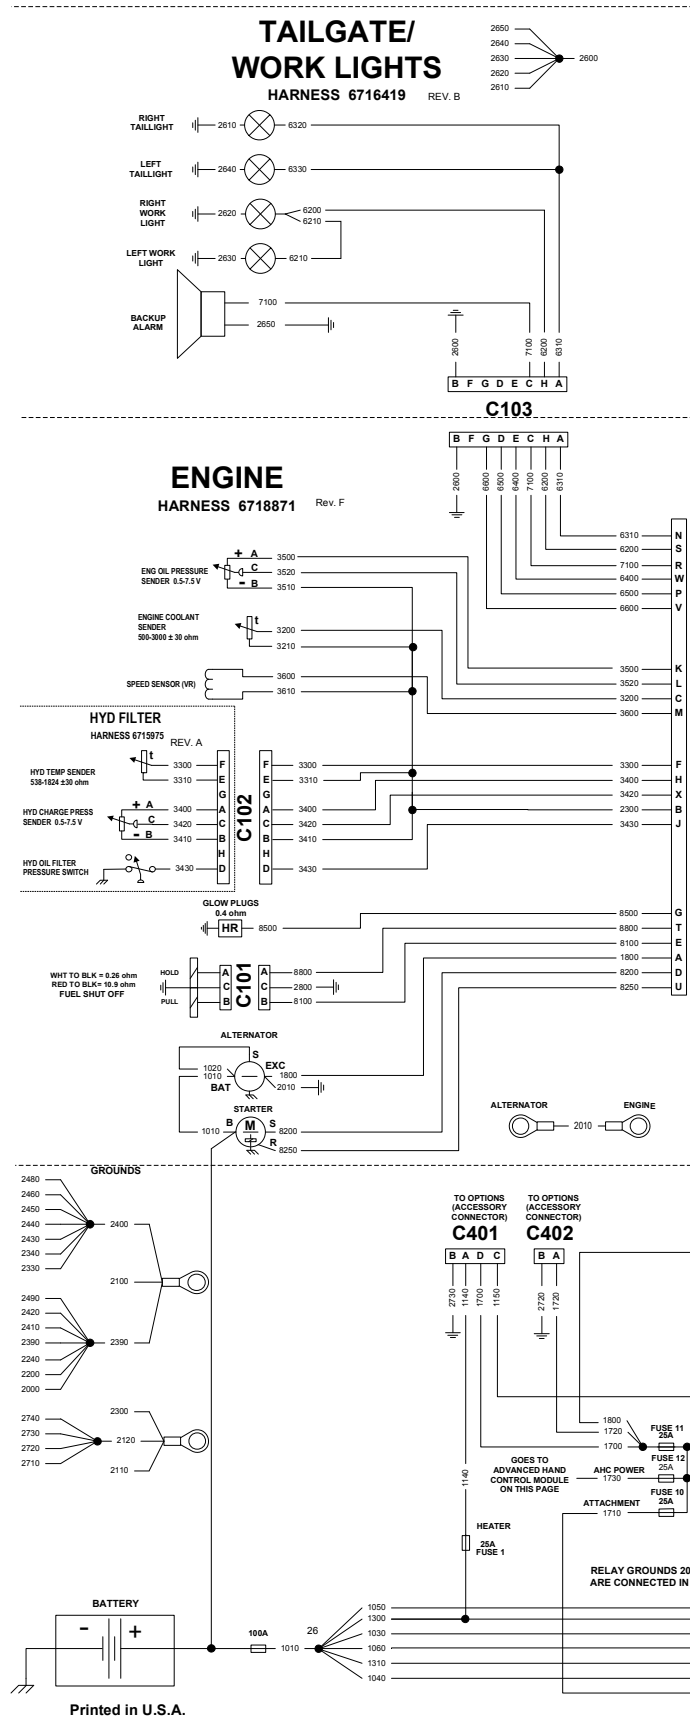 TAILGATE/
WORK LIGHTS
HARNESS 6716419 REV. B
2650
2640
2630
2620
2610
2600
RIGHT
TAILLIGHT
2610 6320
LEFT
TAILLIGHT
2640 6330
RIGHT
WORK
LIGHT
2620 6200
6210
LEFT WORK
LIGHT
2630 6210
BACKUP
ALARM
7100
2650
2600 7100 6200 6310
B F G D E C H A
C103
B F G D E C H A
2600 6600 6500 6400 7100 6200 6310
ENGINE
HARNESS 6718871 Rev. F
6310 N
6200 S
7100 R
6400 W
6500 P
6600 V
ENG OIL PRESSURE
SENDER 0.5-7.5 V
+ A 3500
C 3520
- B 3510
ENGINE COOLANT
SENDER
500-3000 ± 30 ohm
t 3200
3210
SPEED SENSOR (VR)
3600
3610
3500 K
3520 L
3200 C
3600 M
HYD FILTER
HARNESS 6715975
REV. A
HYD TEMP SENDER
538-1824 ±30 ohm
t 3300 F
3310 E
G
HYD CHARGE PRESS
SENDER 0.5-7.5 V
+ A 3400 A
C 3420 C
- B 3410 B
H
HYD OIL FILTER
PRESSURE SWITCH
3430 D
C102
F 3300
E 3310
G
A 3400
C 3420
B 3410
H
D 3430
3300 F
3400 H
3420 X
2300 B
3430 J
GLOW PLUGS
0.4 ohm
HR 8500
8500 G
8800 T
8100 E
1800 A
8200 D
8250 U
WHT TO BLK = 0.26 ohm
RED TO BLK= 10.9 ohm
FUEL SHUT OFF
HOLD
PULL
A
C
B
C101
A 8800
C 2800
B 8100
ALTERNATOR
S
1020 EXC
1010 1800
BAT 2010
STARTER
1010 B M S 8200
R 8250
ALTERNATOR ENGINE
2010
GROUNDS
2480
2460
2450
2440 2400
2430
2340
2330
2100
2490
2420
2410
2390 2390
2240
2200
2000
2300
2740
2730
2720
2710
2120
2110
TO OPTIONS
(ACCESSORY
CONNECTOR)
C401
B A D C
2730 1140 1700 1150
TO OPTIONS
(ACCESSORY
CONNECTOR)
C402
B A
2720 1720
1800
1720
1700
FUSE 11
25A
GOES TO
ADVANCED HAND
CONTROL MODULE
ON THIS PAGE
AHC POWER
1730
FUSE 12
25A
ATTACHMENT
1710
FUSE 10
25A
1140
HEATER
25A
FUSE 1
RELAY GROUNDS 20
ARE CONNECTED IN
BATTERY
- +
100A
1010
26
1050
1300
1030
1060
1310
1040
Printed in U.S.A.